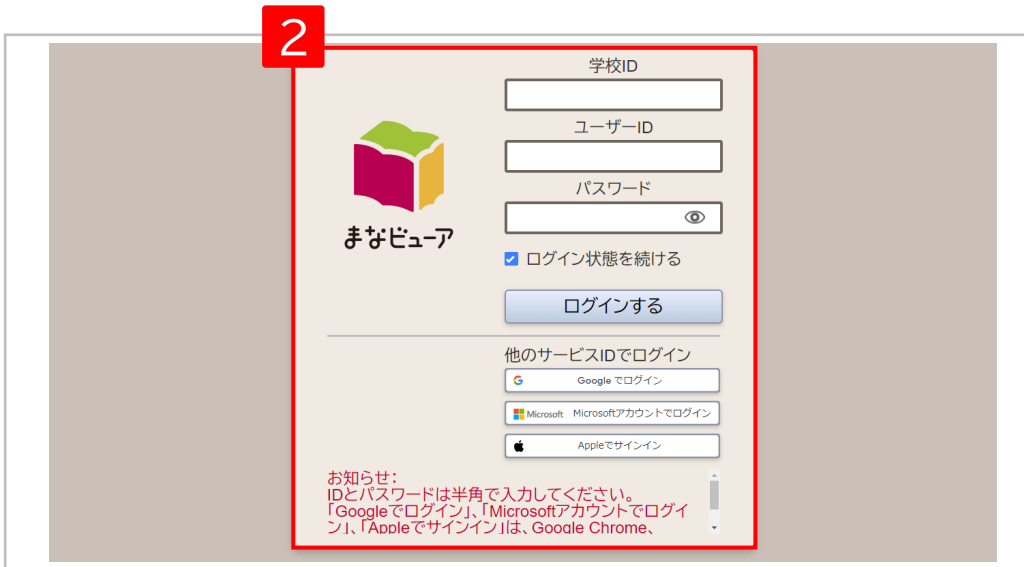 2
学校ID
ユーザーID
パスワード
まなビューア
ログイン状態を続ける
ログインする
他のサービスIDでログイン
Google でログイン
Microsoft Microsoftアカウントでログイン
Appleでサインイン
お知らせ：
IDとパスワードは半角で入力してください。
「Googleでログイン」、「Microsoftアカウントでログイ
ン」、「Appleでサインイン」は、Google Chrome、